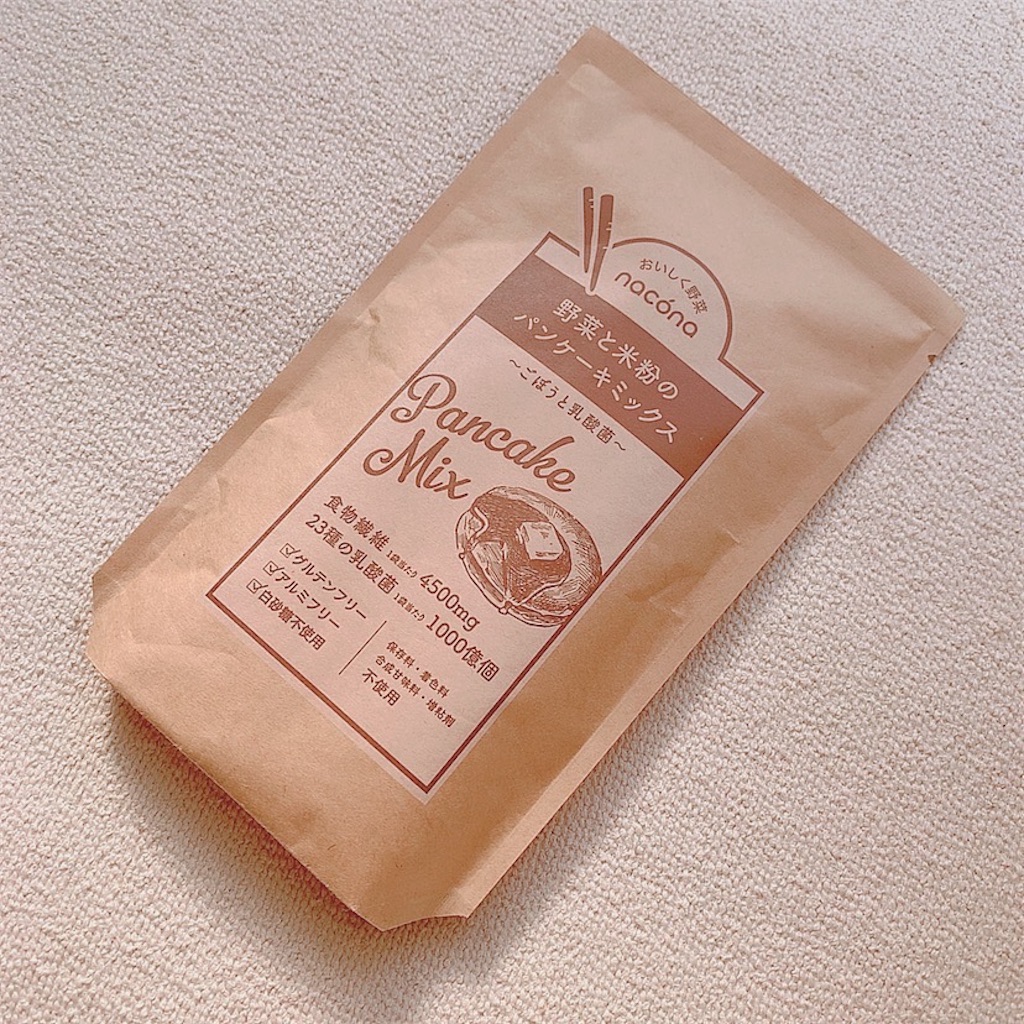 おいしく野菜
nacóna
野菜と米粉の
パンケーキミックス
～ごぼうと乳酸菌～
Pancake
Mix
食物繊維 1袋当たり 4500mg
23種の乳酸菌 1袋当たり 1000億個
グルテンフリー
アルミフリー
白砂糖不使用
保存料・着色料
合成甘味料・増粘剤
不使用